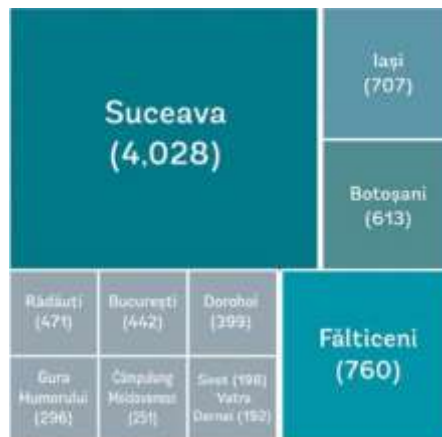 Suceava
(4,028)
Iași
(707)
Botoșani
(613)
Rădăuți
(471)
București
(442)
Dorohoi
(399)
Fălticeni
(760)
Gura
Humorului
(296)
Câmpulung
Moldovenesc
(251)
Siret (198)
Vatra
Dornei (192)